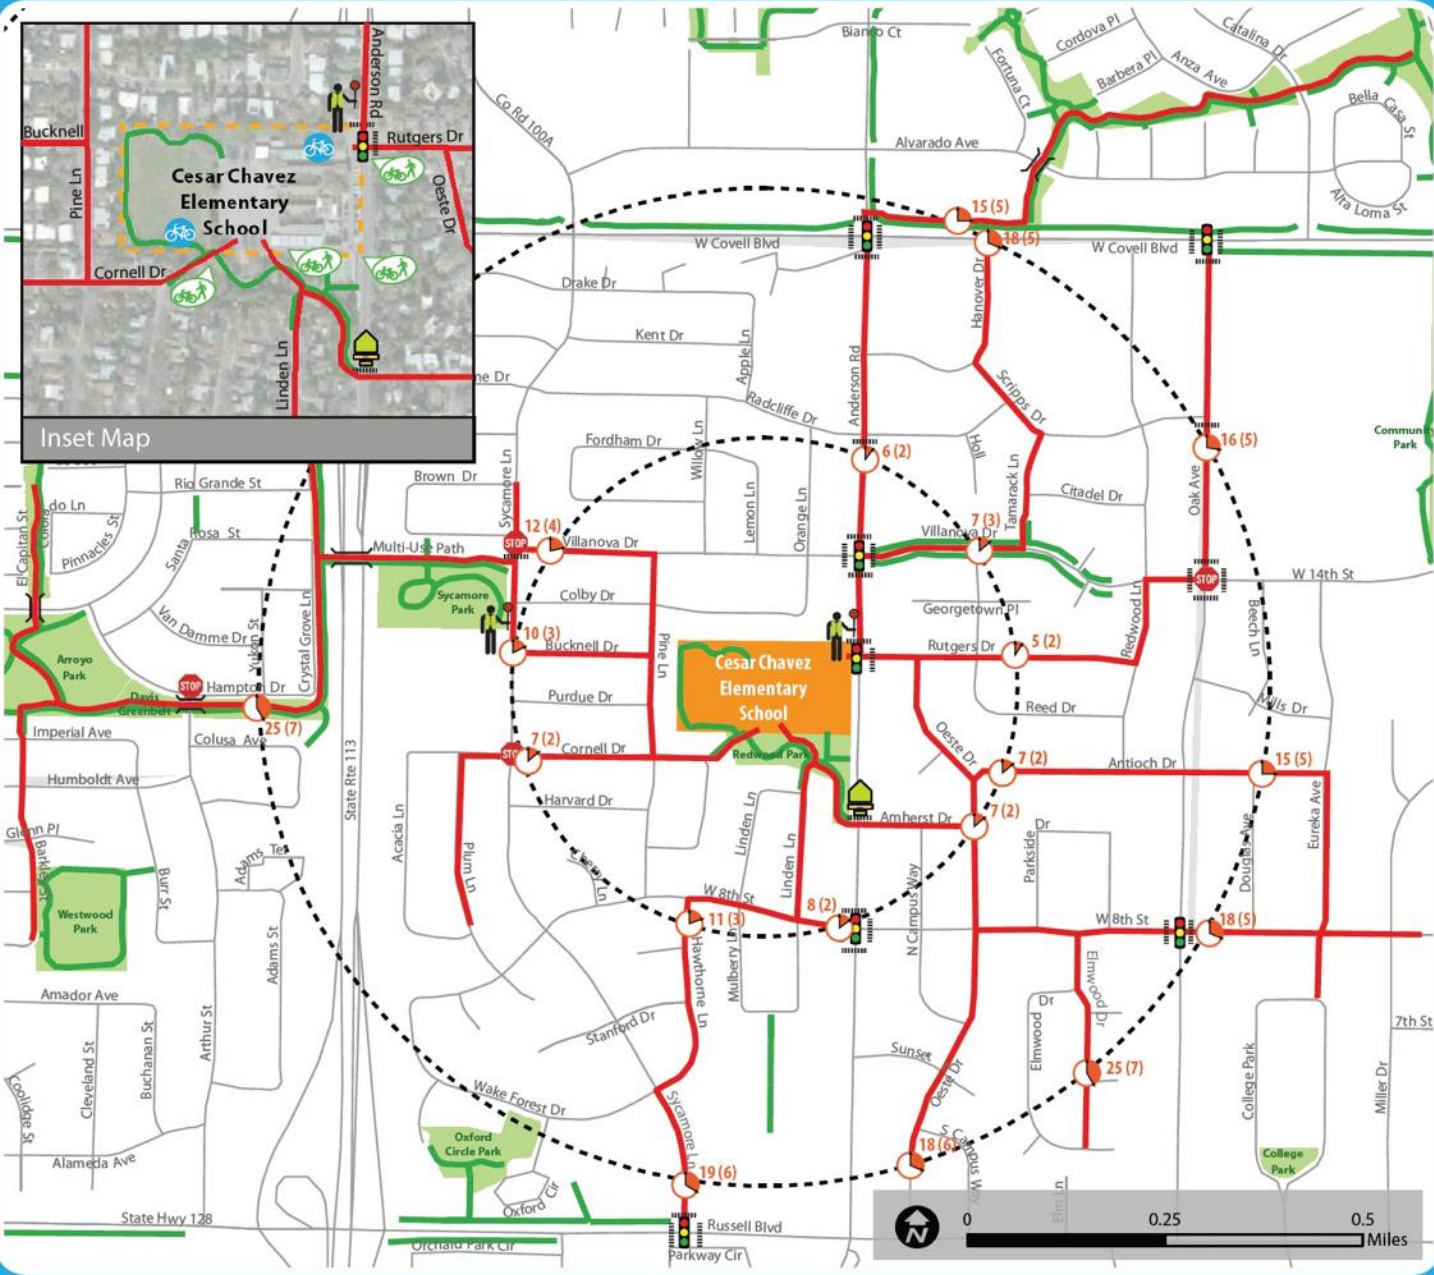 Anderson Rd
Bucknell
Rutgers Dr
Cesar Chavez
Elementary
School
Pine Ln
Oeste Dr
Cornell Dr
Linden Ln
Inset Map
Bianco Ct
Cordova Pl
Catalina Dr
Fortuna Ct
Barbera Pl
Anza Ave
Bella Casa St
Co Rd 100A
Alvarado Ave
Alta Loma St
15 (5)
18 (5)
W Covell Blvd
W Covell Blvd
Drake Dr
Hanover Dr
Kent Dr
Apple Ln
Anderson Rd
ne Dr
Radcliffe Dr
Scripps Dr
Communi
Park
16 (5)
Fordham Dr
Willow Ln
6 (2)
Holl
Brown Dr
Sycamore Ln
Rio Grande St
Lemon Ln
Orange Ln
Tamarack Ln
Citadel Dr
Oak Ave
do Ln
El Capitan St
Pinnacles St
Santa
Rosa St
12 (4)
STOP
Villanova Dr
7 (3)
Villanova Dr
Multi-Use Path
W 14th St
STOP
Sycamore
Park
Colby Dr
Georgetown Pl
Redwood Ln
Beech Ln
Van Damme Dr
Yukon St
Crystal Grove Ln
10 (3)
Bucknell Dr
Pine Ln
Cesar Chavez
Elementary
School
Rutgers Dr
5 (2)
Arroyo
Park
STOP
Hampton Dr
Davis
Greenbelt
Purdue Dr
Reed Dr
Mills Dr
25 (7)
Imperial Ave
Colusa Ave
7 (2)
Cornell Dr
Redwood Park
Oeste Dr
7 (2)
Antioch Dr
15 (5)
Humboldt Ave
State Rte 113
Harvard Dr
Amherst Dr
7 (2)
Glenn Pl
Acacia Ln
Linden Ln
Linden Ln
Parkside
Dr
Douglas Ave
Eureka Ave
Adams Ter
Plum Ln
Cherry Ln
W 8th St
8 (2)
N Campus Way
Burr St
Westwood
Park
11 (3)
W 8th St
18 (5)
Adams St
Hawthorne Ln
Mulberry Ln
Elmwood Dr
Amador Ave
Dr
Elmwood
Arthur St
Stanford Dr
7th St
Coolidge St
Cleveland St
Buchanan St
Sunset
Oeste Dr
25 (7)
College Park
Miller Dr
Wake Forest Dr
Sycamore Ln
Oxford
Circle Park
S Campus Way
18 (6)
Alameda Ave
College
Park
19 (6)
Oxford Cir
Elm Ln
State Hwy 128
Russell Blvd
Orchard Park Cir
Parkway Cir
N
0
0.25
0.5
Miles